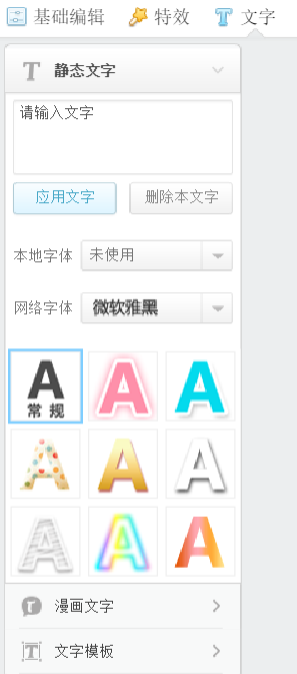 基础编辑 特效 文字
静态文字
请输入文字
应用文字 删除本文字
本地字体 未使用
网络字体 微软雅黑
A 常规 A A
A A A
A A A
漫画文字
文字模板